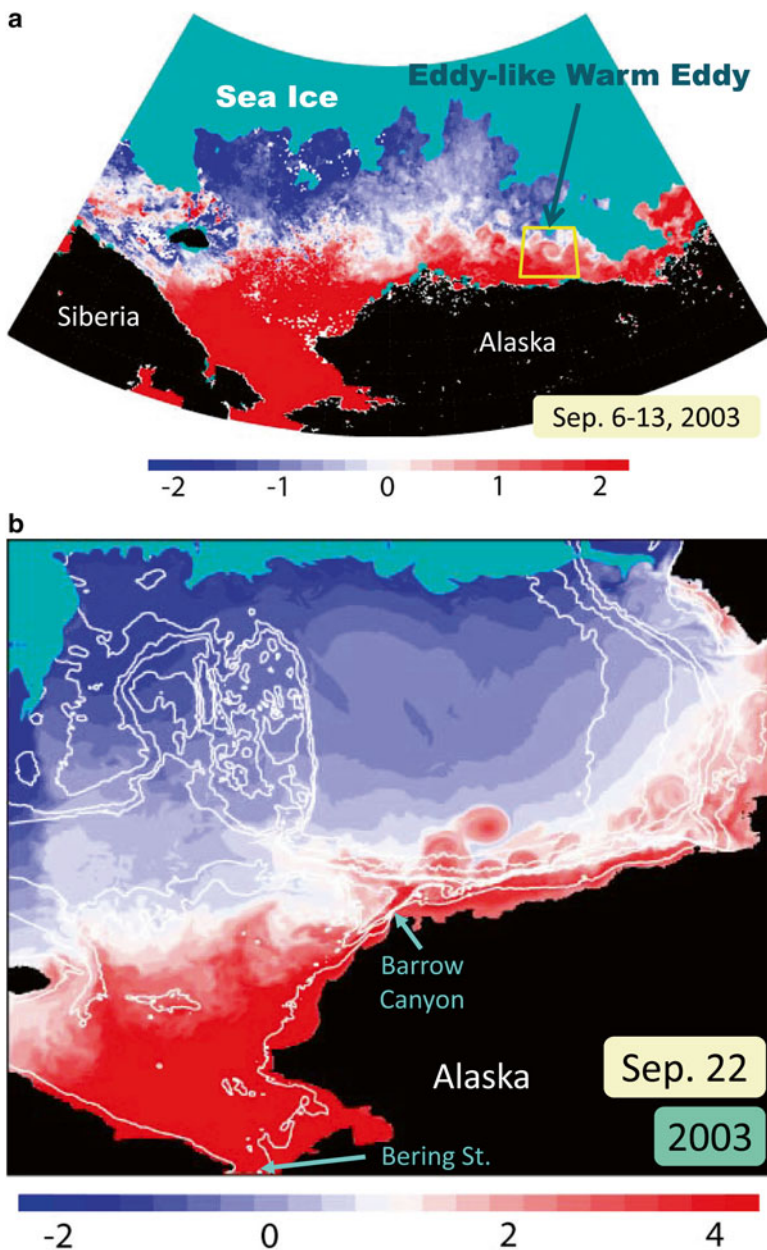 a
Eddy-like Warm Eddy
Sea Ice
Siberia
Alaska
Sep. 6-13, 2003
-2 -1 0 1 2
b
Barrow
Canyon
Alaska
Sep. 22
2003
Bering St.
-2 0 2 4